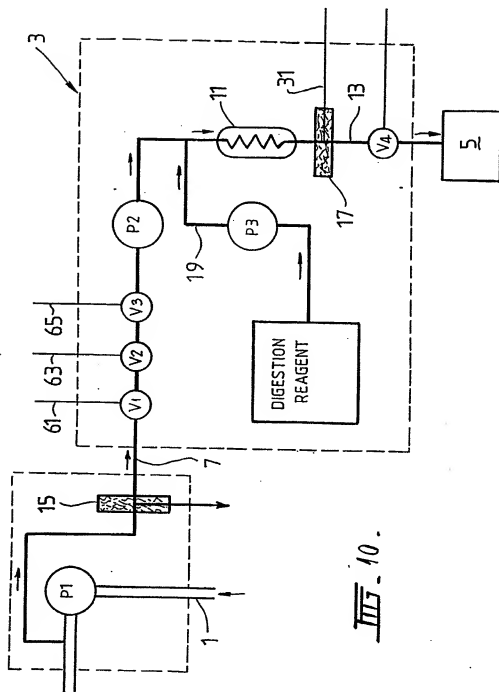 3
11
31
13
17
V4
5
P2
19
P3
DIGESTION
REAGENT
65
63
61
V3
V2
V1
7
15
P1
1
FIG. 10.